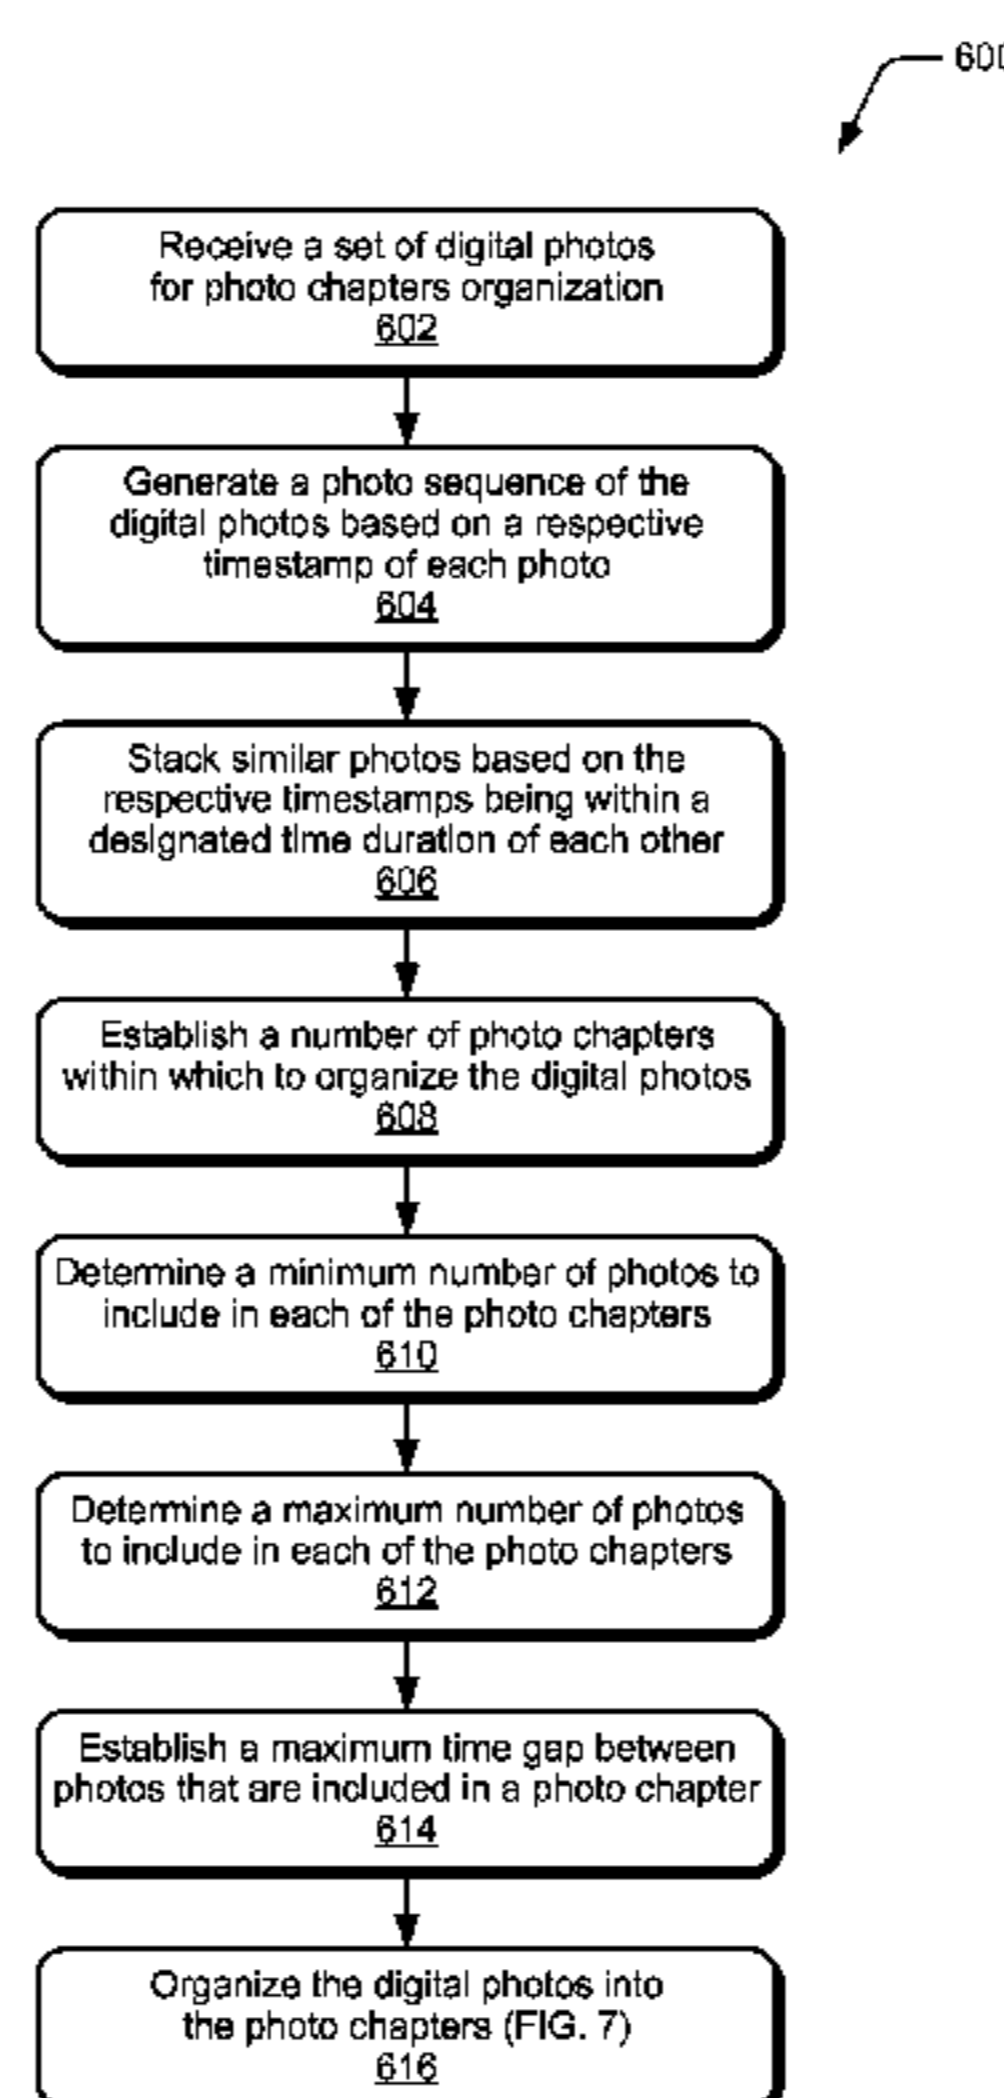 600
Receive a set of digital photos
for photo chapters organization
602
Generate a photo sequence of the
digital photos based on a respective
timestamp of each photo
604
Stack similar photos based on the
respective timestamps being within a
designated time duration of each other
606
Establish a number of photo chapters
within which to organize the digital photos
608
Determine a minimum number of photos to
include in each of the photo chapters
610
Determine a maximum number of photos
to include in each of the photo chapters
612
Establish a maximum time gap between
photos that are included in a photo chapter
614
Organize the digital photos into
the photo chapters (FIG. 7)
616